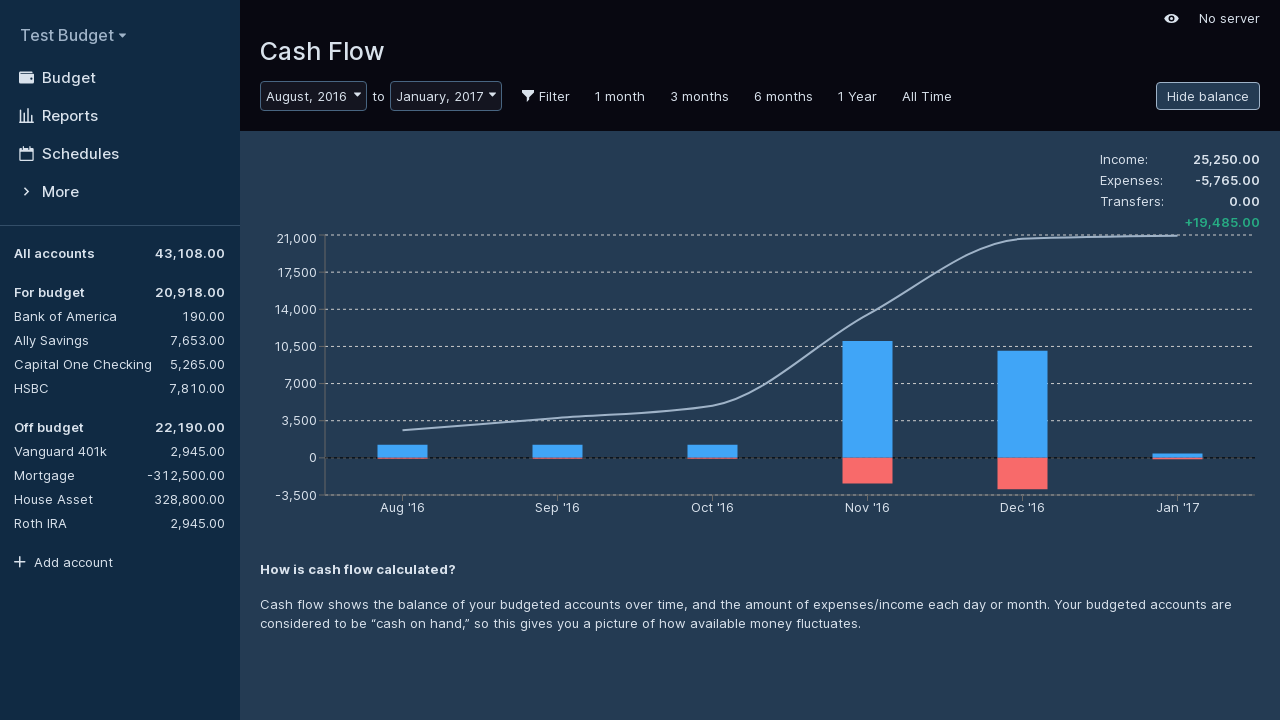 Test Budget
Budget
Reports
Schedules
More
All accounts 43,108.00
For budget 20,918.00
Bank of America 190.00
Ally Savings 7,653.00
Capital One Checking 5,265.00
HSBC 7,810.00
Off budget 22,190.00
Vanguard 401k 2,945.00
Mortgage -312,500.00
House Asset 328,800.00
Roth IRA 2,945.00
Add account
No server
Cash Flow
August, 2016 to January, 2017 Filter 1 month 3 months 6 months 1 Year All Time Hide balance
Income: 25,250.00
Expenses: -5,765.00
Transfers: 0.00
+19,485.00
21,000
17,500
14,000
10,500
7000
3,500
0
-3,500
Aug '16 Sep '16 Oct '16 Nov '16 Dec '16 Jan '17
How is cash flow calculated?
Cash flow shows the balance of your budgeted accounts over time, and the amount of expenses/income each day or month. Your budgeted accounts are
considered to be “cash on hand,” so this gives you a picture of how available money fluctuates.